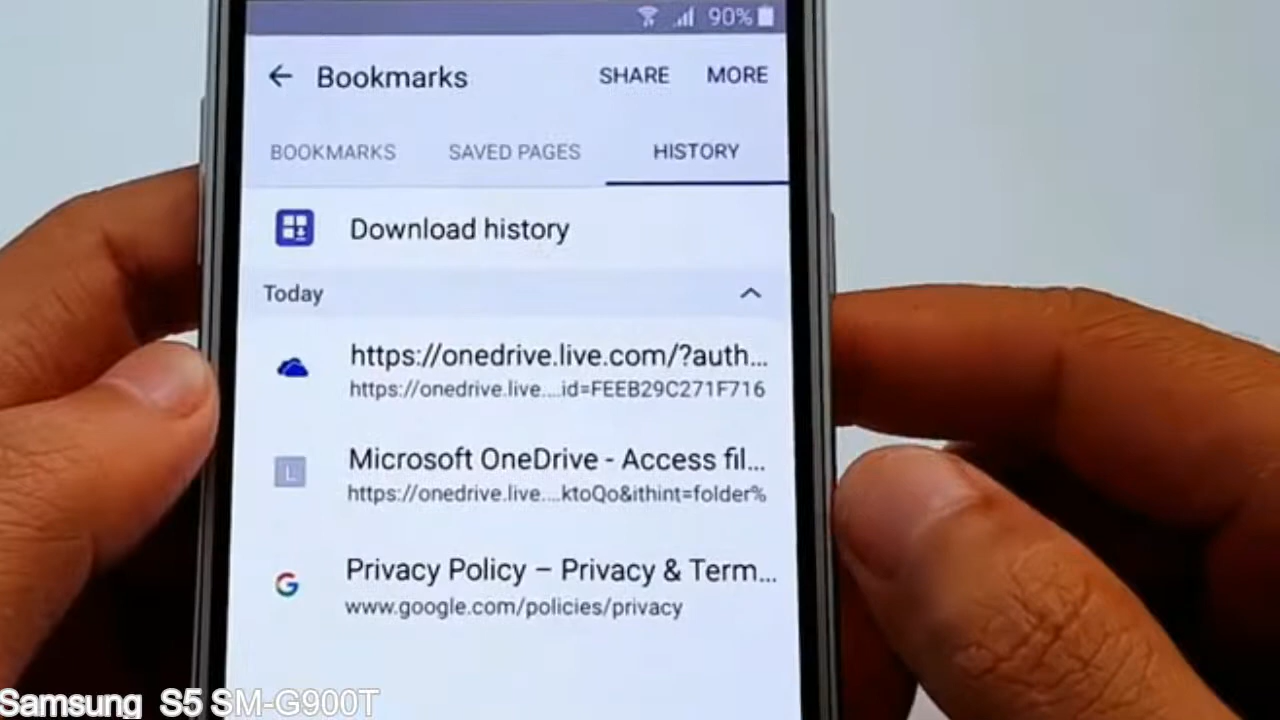 90%
Bookmarks SHARE MORE
BOOKMARKS SAVED PAGES HISTORY
Download history
Today
https://onedrive.live.com/?auth...
https://onedrive.live....id=FEEB29C271F716
L
Microsoft OneDrive - Access fil...
https://onedrive.live....ktoQo&ithint=folder%
G
Privacy Policy – Privacy & Term...
www.google.com/policies/privacy
Samsung S5 SM-G900T